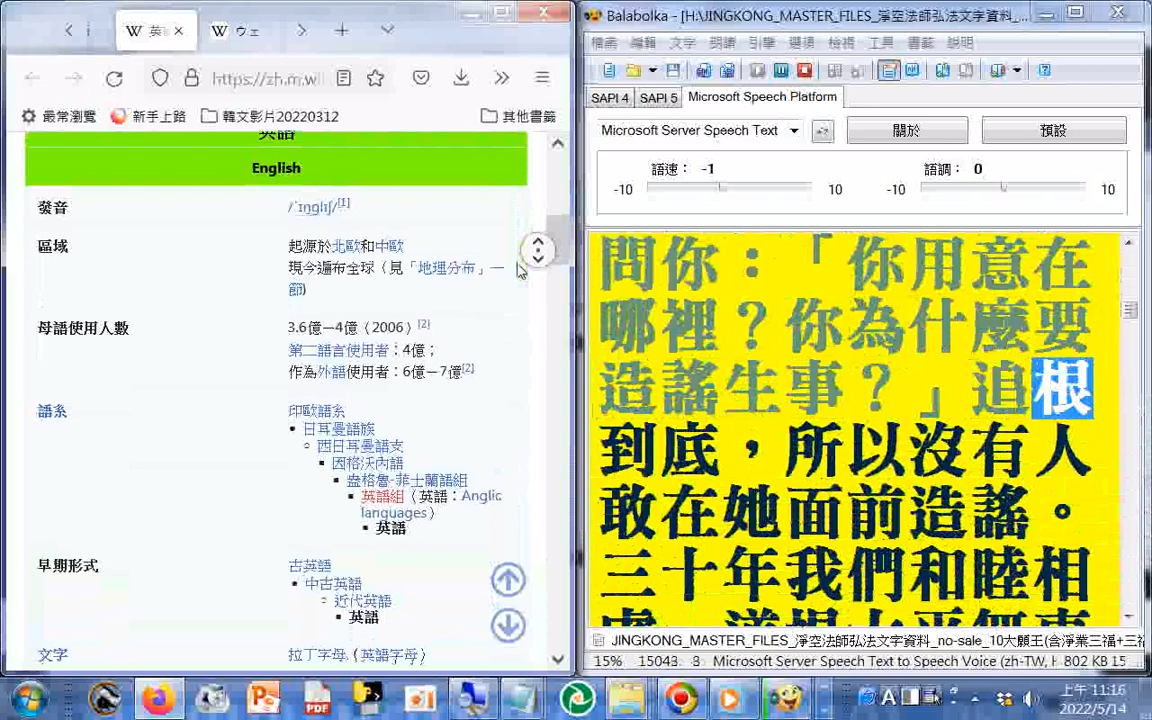 英 ×
ウェ
Balabolka - [H:\JINGKONG_MASTER_FILES_淨空法師弘法文字資料_...
檔案 編輯 文字 朗讀 引擎 選項 檢視 工具 書籤 說明
https://zh.m.wi
SAPI 4 SAPI 5 Microsoft Speech Platform
最常瀏覽 新手上路 韓文影片20220312 其他書籤
Microsoft Server Speech Text
關於 預設
語速: -1 語調: 0
-10 10 -10 10
英語
English
發音 /ˈɪŋɡlɪʃ/[1]
區域 起源於北歐和中歐
現今遍布全球(見「地理分布」一
節)
母語使用人數 3.6億—4億(2006)[2]
第二語言使用者:4億;
作為外語使用者:6億—7億[2]
語系 印歐語系
日耳曼語族
西日耳曼語支
因格沃內語
盎格魯-菲士蘭語組
英語組(英語:Anglic
languages)
英語
早期形式 古英語
中古英語
近代英語
英語
文字 拉丁字母(英語字母)
問你:「你用意在
哪裡?你為什麼要
造謠生事?」追根
到底,所以沒有人
敢在她面前造謠。
三十年我們和睦相
JINGKONG_MASTER_FILES_淨空法師弘法文字資料_no-sale_10大願王(含淨業三福+三福
15% 15043: 3 Microsoft Server Speech Text to Speech Voice (zh-TW, H 802 KB 15
A
上午 11:16
2022/5/14